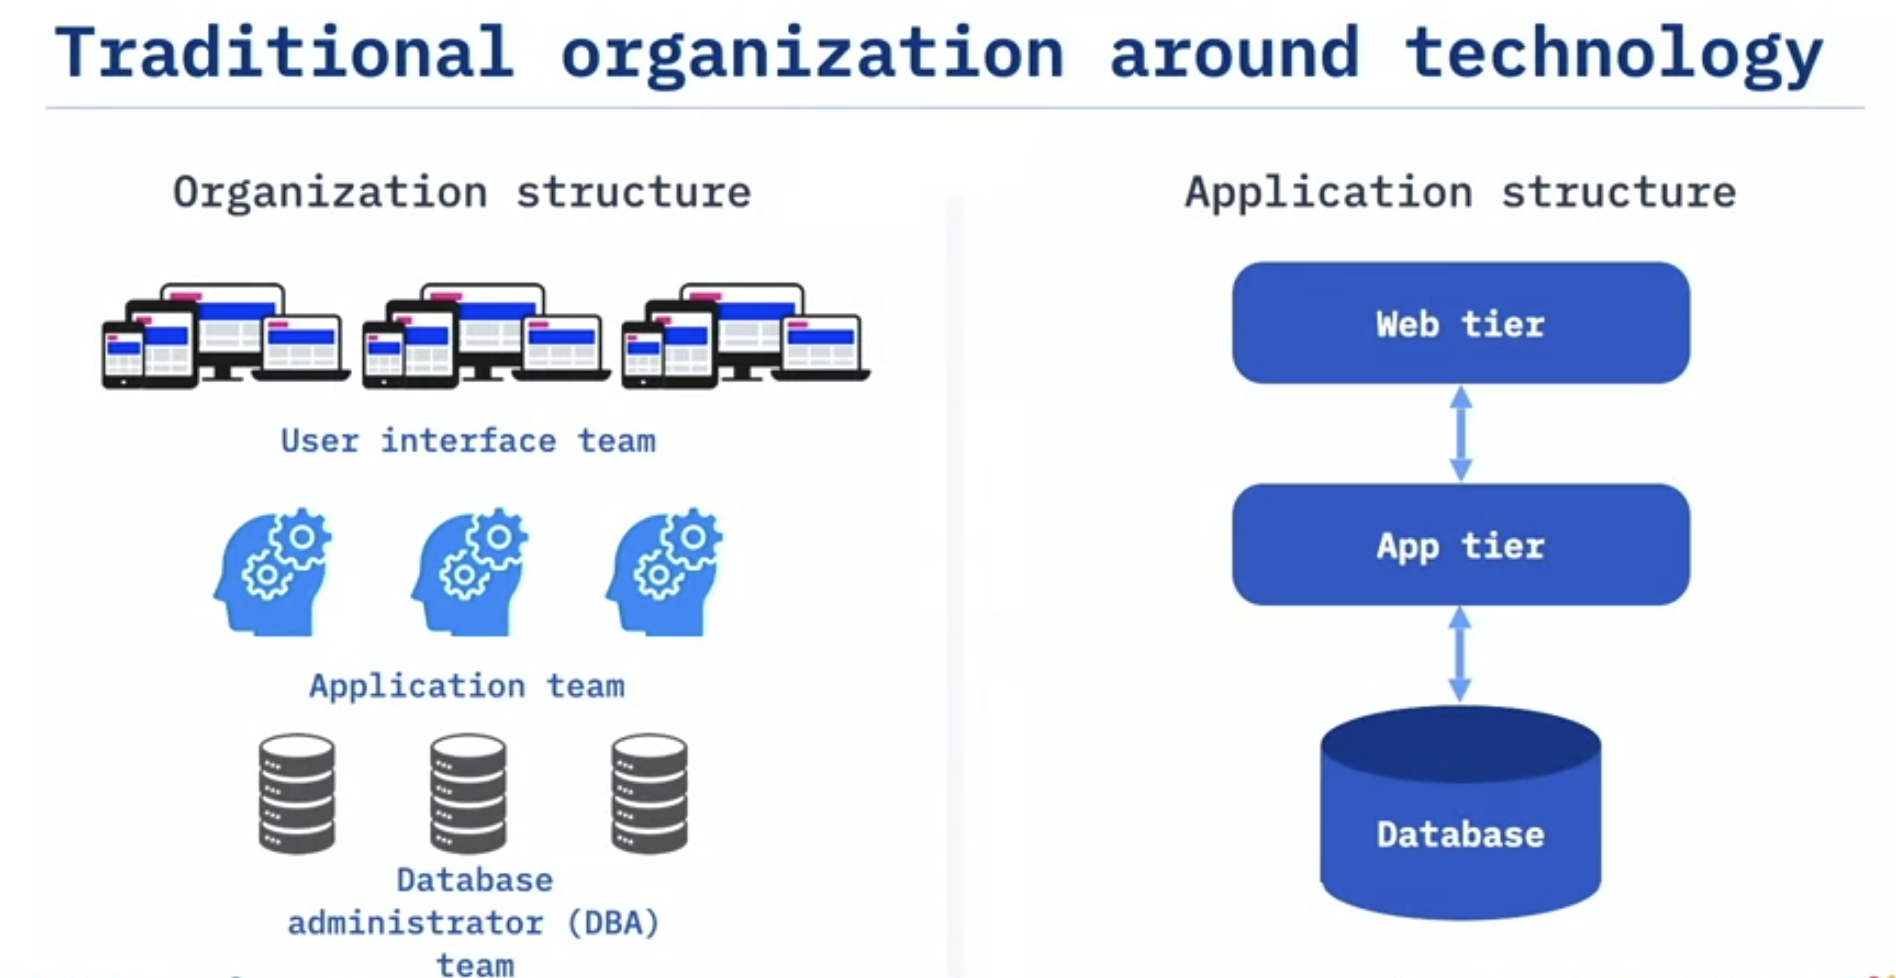 Traditional organization around technology
Organization structure
User interface team
Application team
Database
administrator (DBA)
team
Application structure
Web tier
App tier
Database